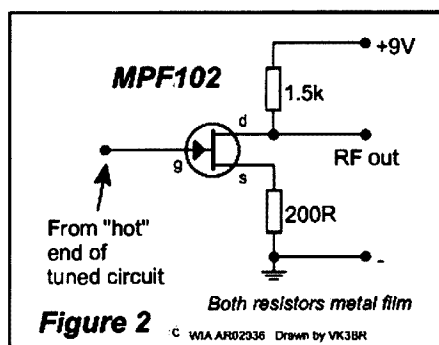 +9V
MPF102
1.5k
d
RF out
g
s
From "hot"
end of
tuned circuit
200R
-
Both resistors metal film
Figure 2
c WIA AR02036 Drawn by VK3BR